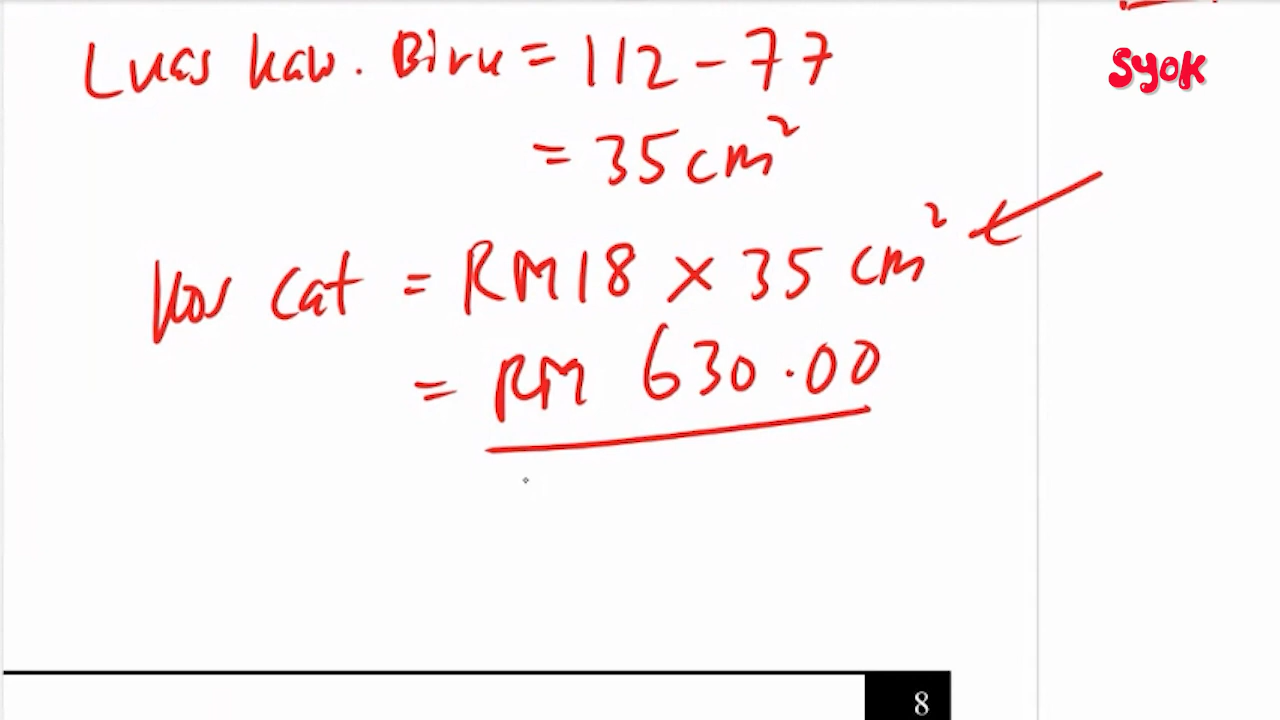 Luas kaw. Biru = 112 - 77
= 35 cm²
Kos cat = RM18 × 35 cm²
= RM 630.00
Syok
8